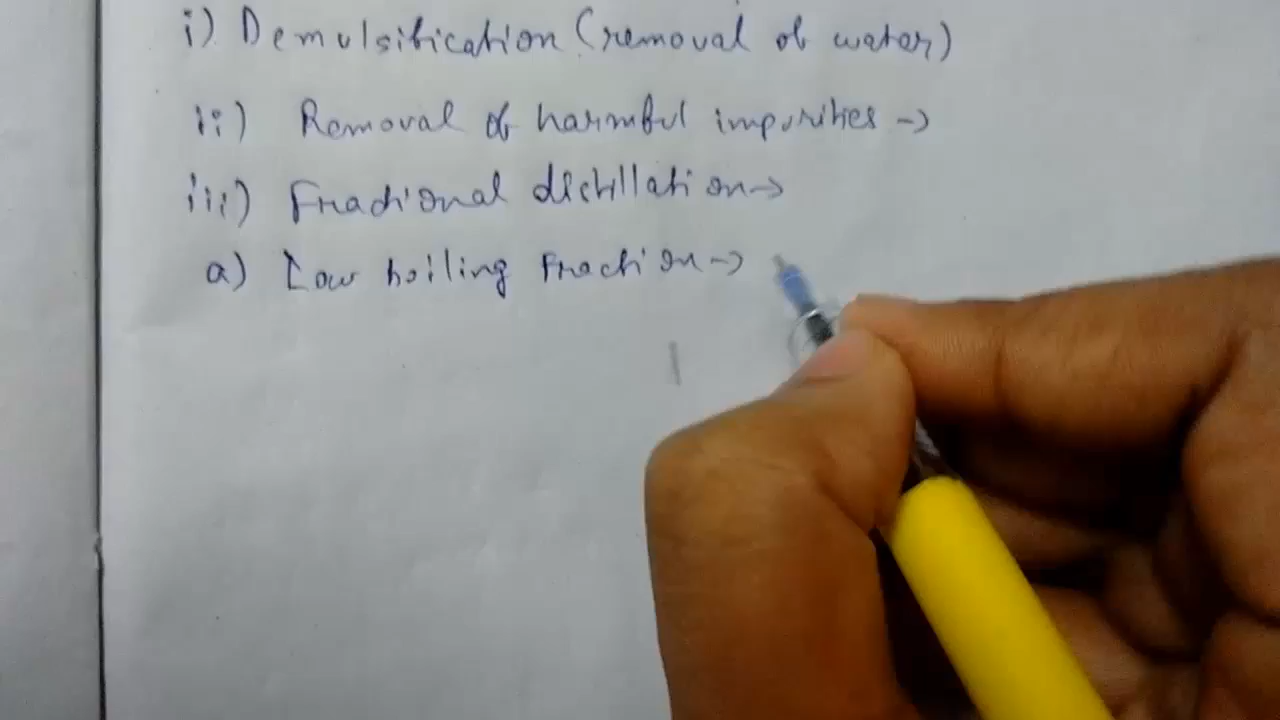 i) Demulsification (removal of water)
ii) Removal of harmful impurities →
iii) Fractional distillation →
a) Low boiling Fraction →